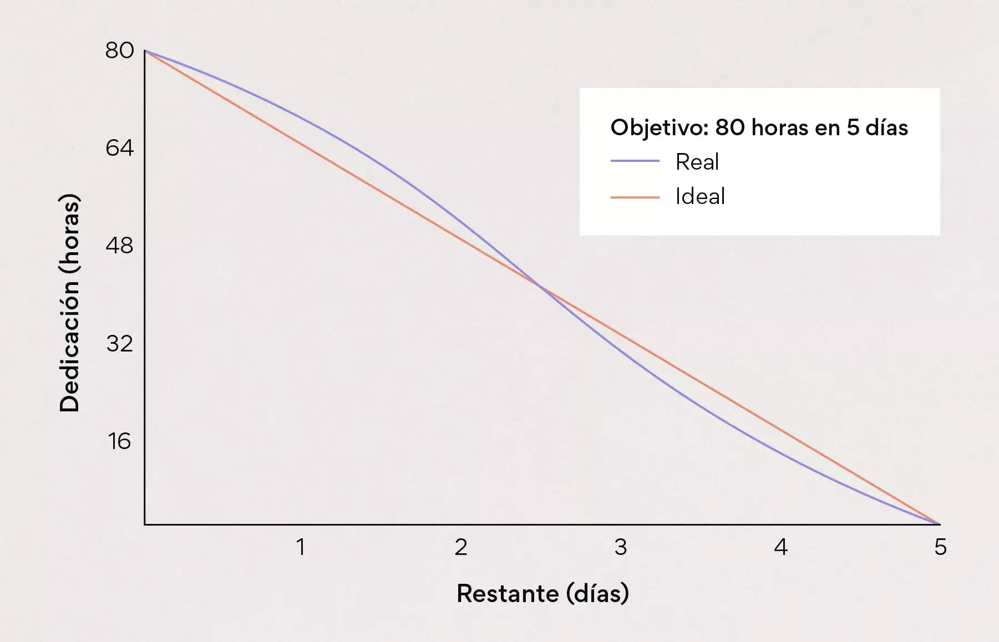 80
64
48
32
16
Dedicación (horas)
Objetivo: 80 horas en 5 días
Real
Ideal
1 2 3 4 5
Restante (días)